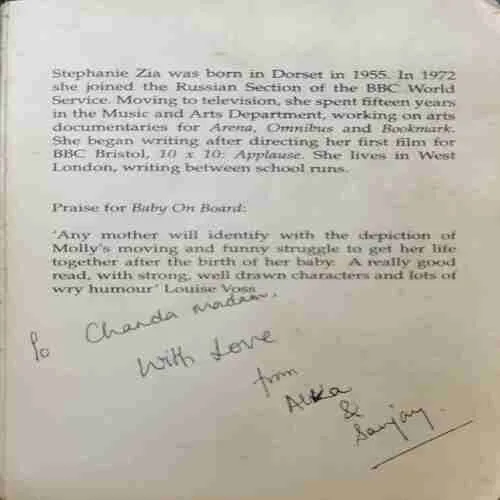 Stephanie Zia was born in Dorset in 1955. In 1972
she joined the Russian Section of the BBC World
Service. Moving to television, she spent fifteen years
in the Music and Arts Department, working on arts
documentaries for Arena, Omnibus and Bookmark.
She began writing after directing her first film for
BBC Bristol, 10 x 10: Applause. She lives in West
London, writing between school runs.
Praise for Baby On Board:
'Any mother will identify with the depiction of
Molly's moving and funny struggle to get her life
together after the birth of her baby. A really good
read, with strong, well drawn characters and lots of
wry humour' Louise Voss
To Chanda madam,
With Love
from
Alka
&
Sanjay.